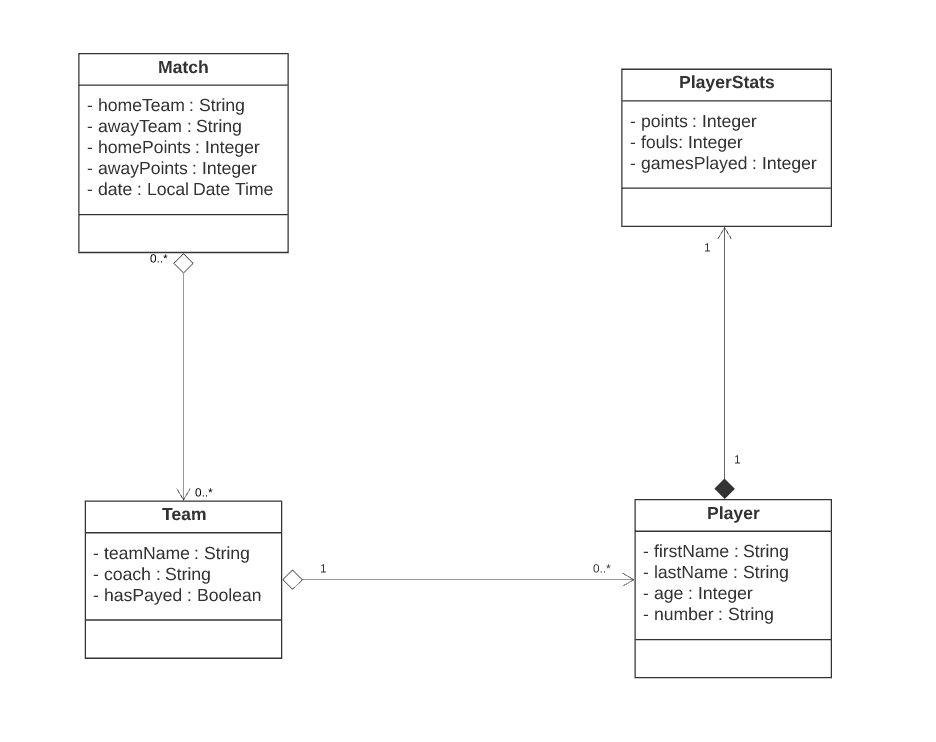 Match
- homeTeam : String
- awayTeam : String
- homePoints : Integer
- awayPoints : Integer
- date : Local Date Time
0..*
PlayerStats
- points : Integer
- fouls: Integer
- gamesPlayed : Integer
1
1
0..*
Team
- teamName : String
- coach : String
- hasPayed : Boolean
1
0..*
Player
- firstName : String
- lastName : String
- age : Integer
- number : String